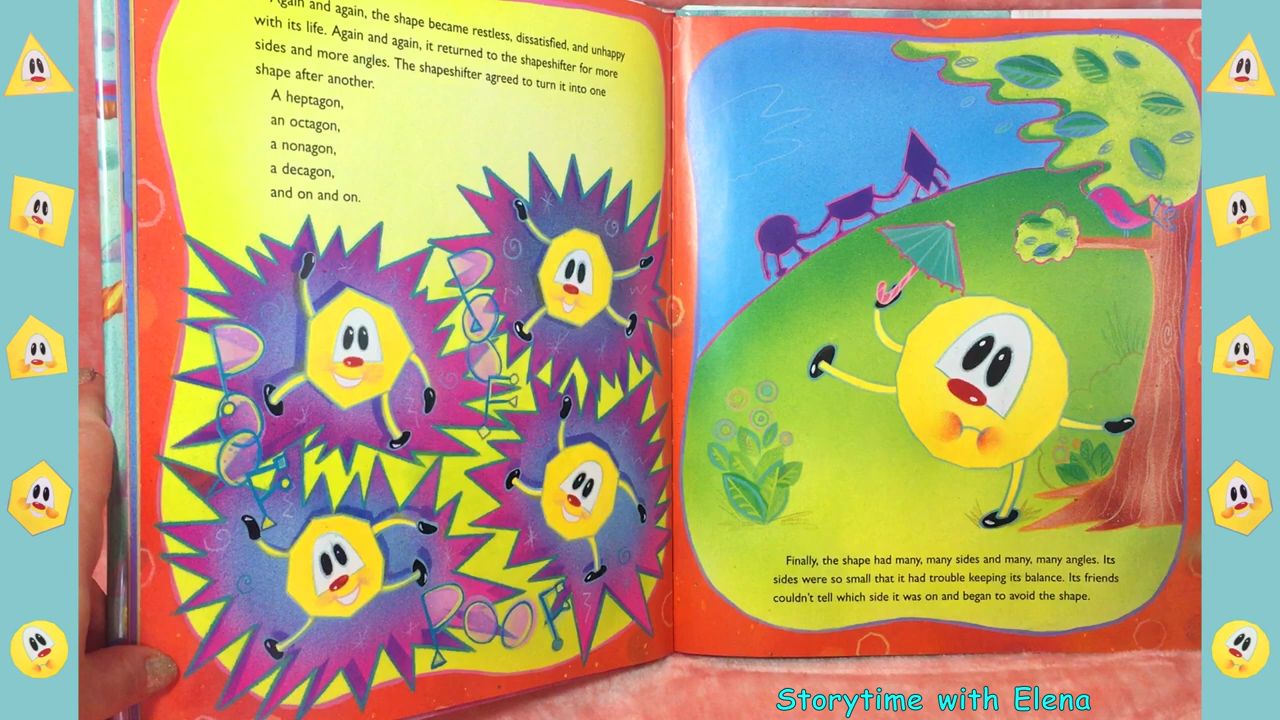 Again and again, the shape became restless, dissatisfied, and unhappy
with its life. Again and again, it returned to the shapeshifter for more
sides and more angles. The shapeshifter agreed to turn it into one
shape after another.
A heptagon,
an octagon,
a nonagon,
a decagon,
and on and on.
POOF
POOF
POOF
Finally, the shape had many, many sides and many, many angles. Its
sides were so small that it had trouble keeping its balance. Its friends
couldn't tell which side it was on and began to avoid the shape.
Storytime with Elena